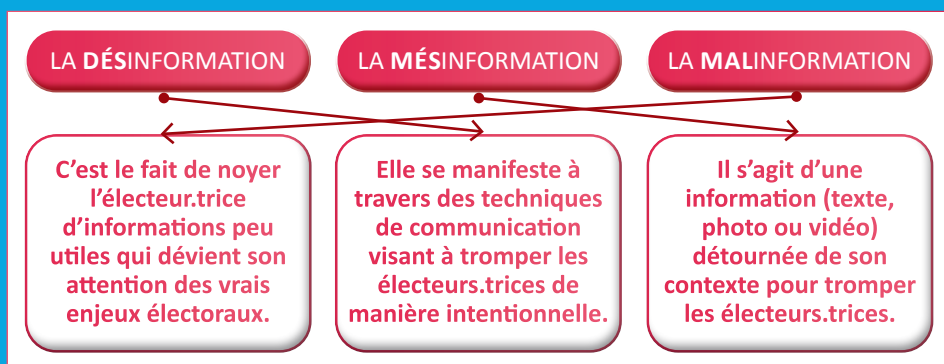 LA DÉSINFORMATION
LA MÉSINFORMATION
LA MALINFORMATION
C’est le fait de noyer
l’électeur.trice
d’informations peu
utiles qui dévient son
attention des vrais
enjeux électoraux.
Elle se manifeste à
travers des techniques
de communication
visant à tromper les
électeurs.trices de
manière intentionnelle.
Il s’agit d’une
information (texte,
photo ou vidéo)
détournée de son
contexte pour tromper
les électeurs.trices.